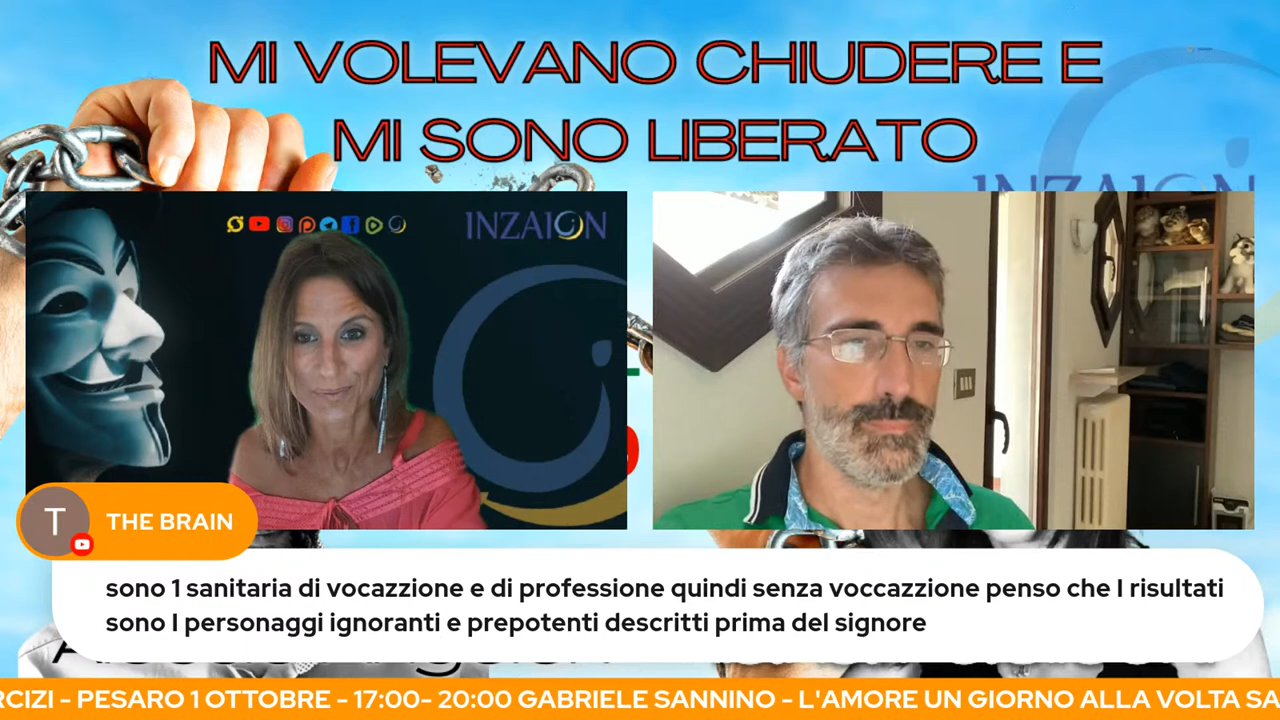 MI VOLEVANO CHIUDERE E
MI SONO LIBERATO
INZAION
INZAION
T
THE BRAIN
sono 1 sanitaria di vocazzione e di professione quindi senza voccazzione penso che I risultati
sono I personaggi ignoranti e prepotenti descritti prima del signore
RCIZI - PESARO 1 OTTOBRE - 17:00- 20:00 GABRIELE SANNINO - L'AMORE UN GIORNO ALLA VOLTA SA